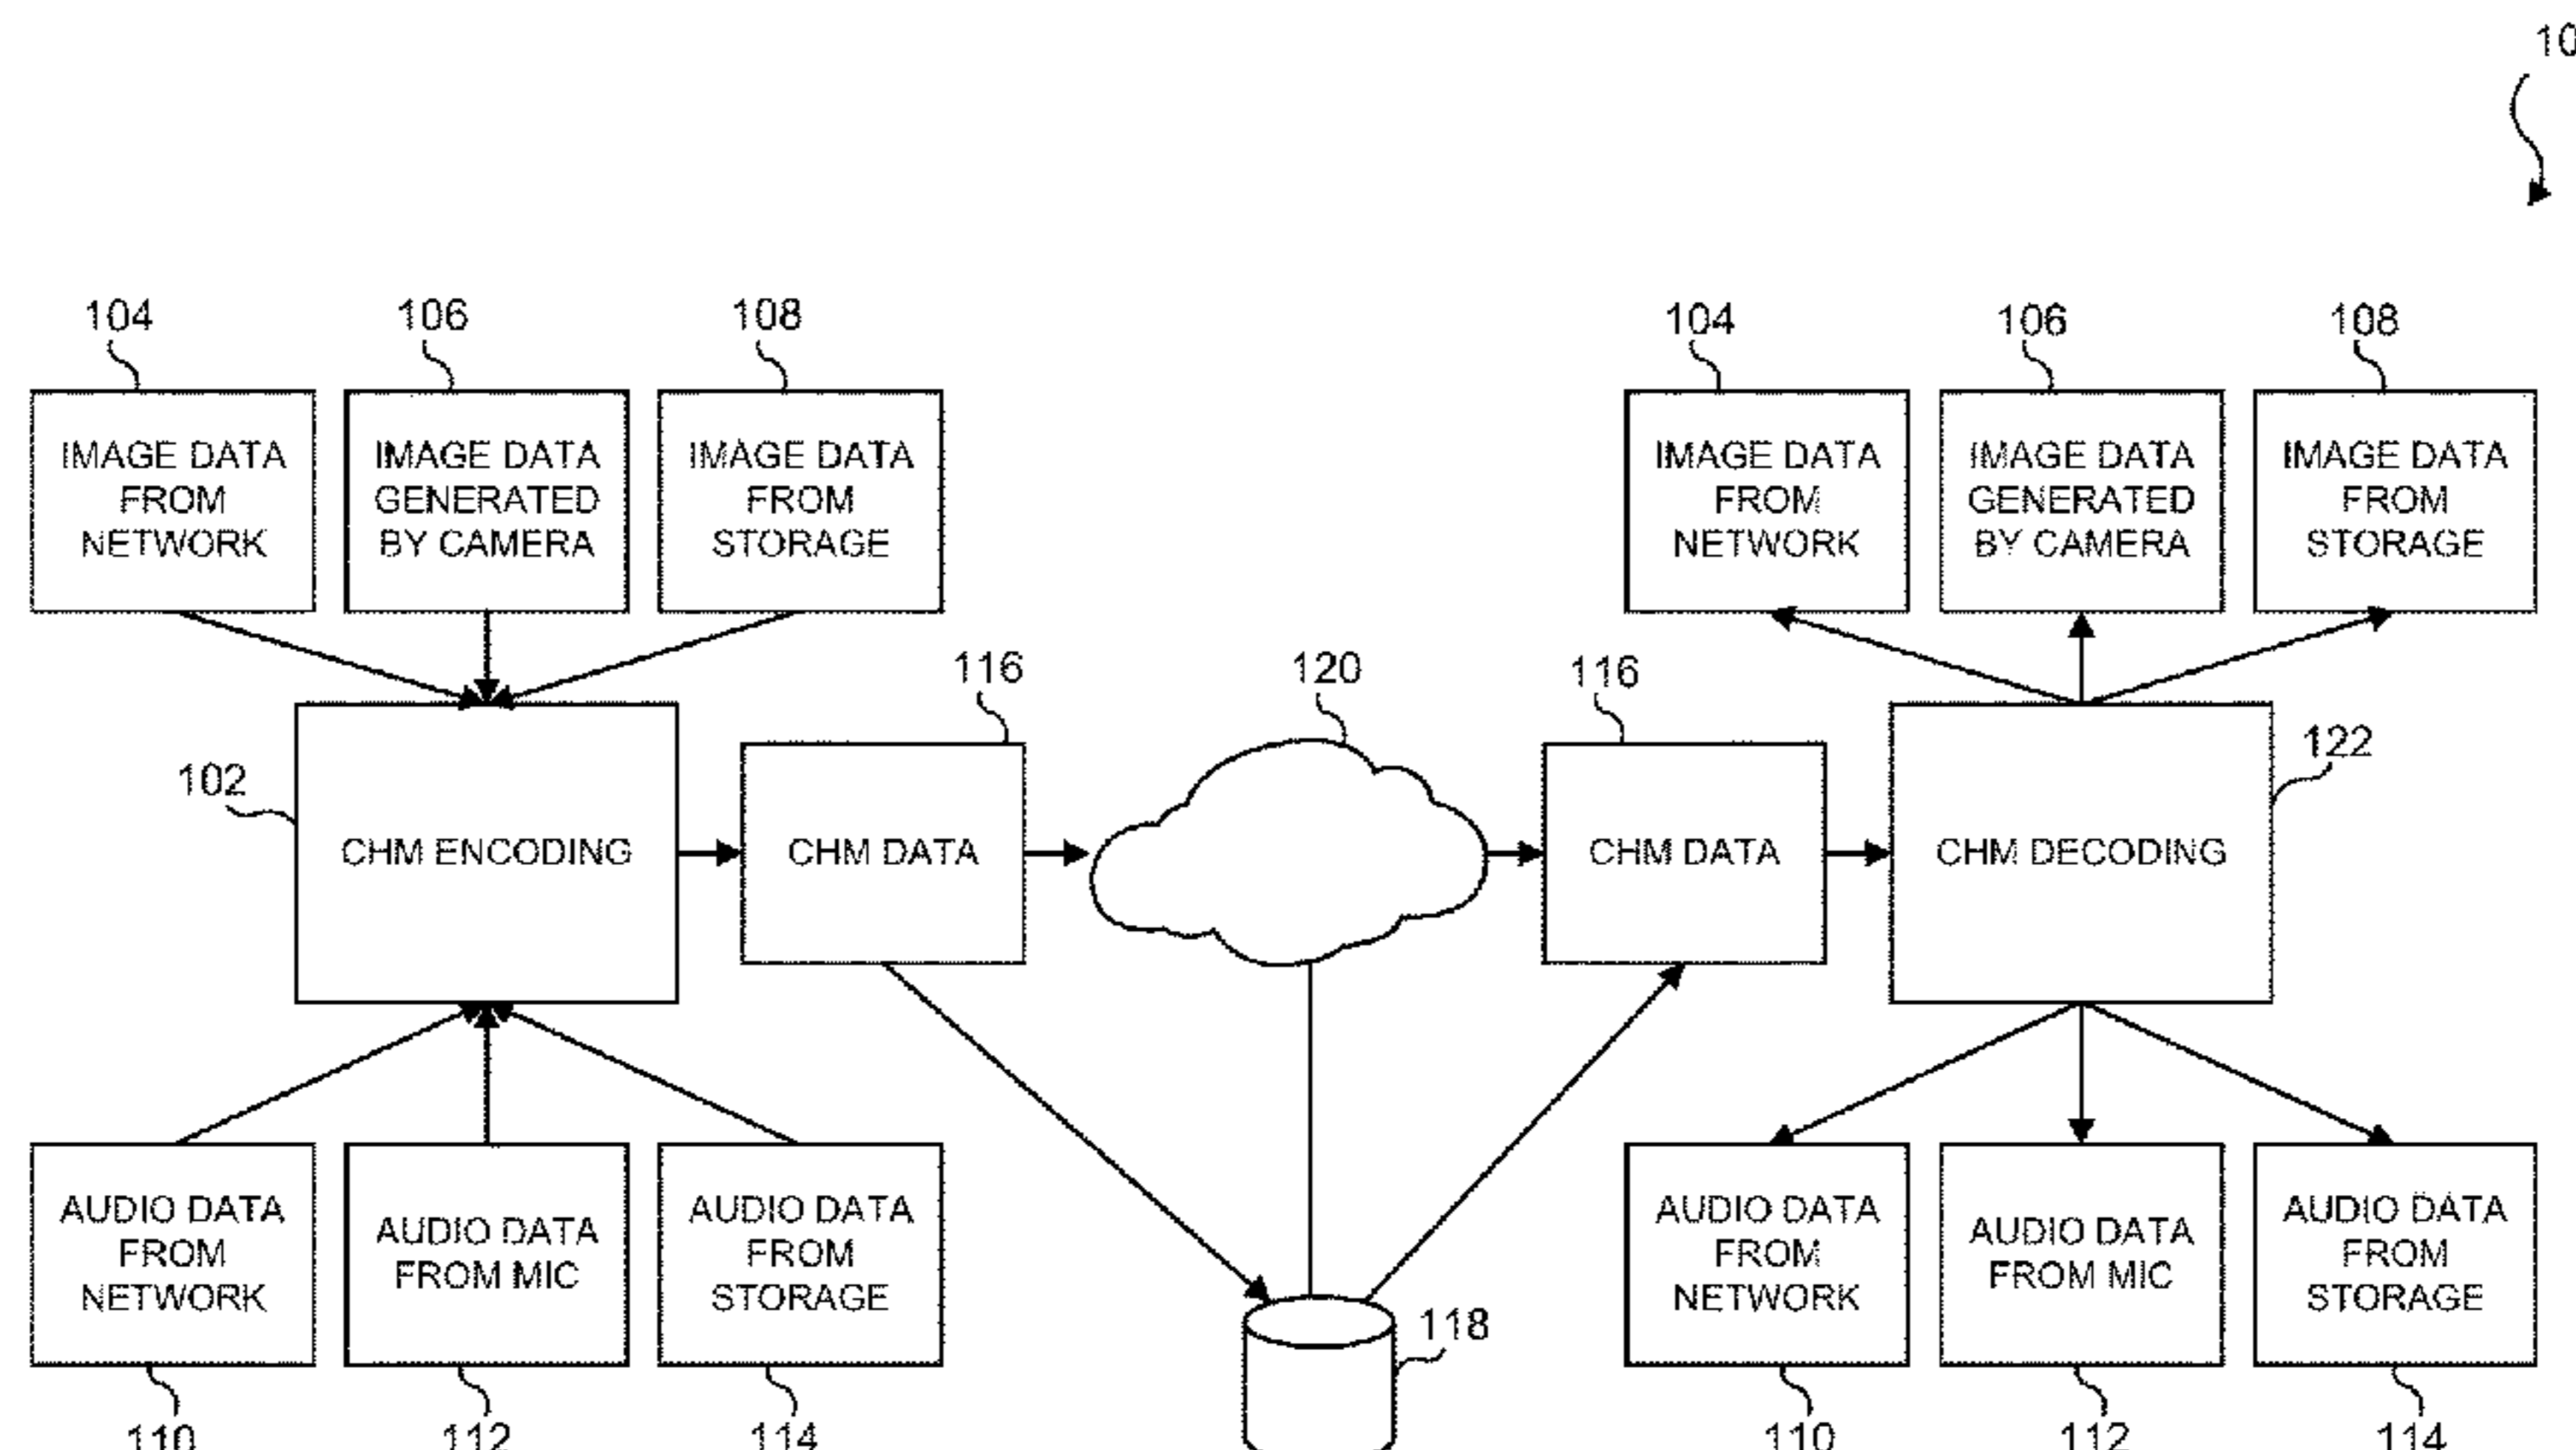 10
104
106
108
104
106
108
IMAGE DATA
FROM
NETWORK
IMAGE DATA
GENERATED
BY CAMERA
IMAGE DATA
FROM
STORAGE
IMAGE DATA
FROM
NETWORK
IMAGE DATA
GENERATED
BY CAMERA
IMAGE DATA
FROM
STORAGE
116
120
116
102
122
CHM ENCODING
CHM DATA
CHM DATA
CHM DECODING
AUDIO DATA
FROM
NETWORK
AUDIO DATA
FROM MIC
AUDIO DATA
FROM
STORAGE
118
AUDIO DATA
FROM
NETWORK
AUDIO DATA
FROM MIC
AUDIO DATA
FROM
STORAGE
110
112
114
110
112
114